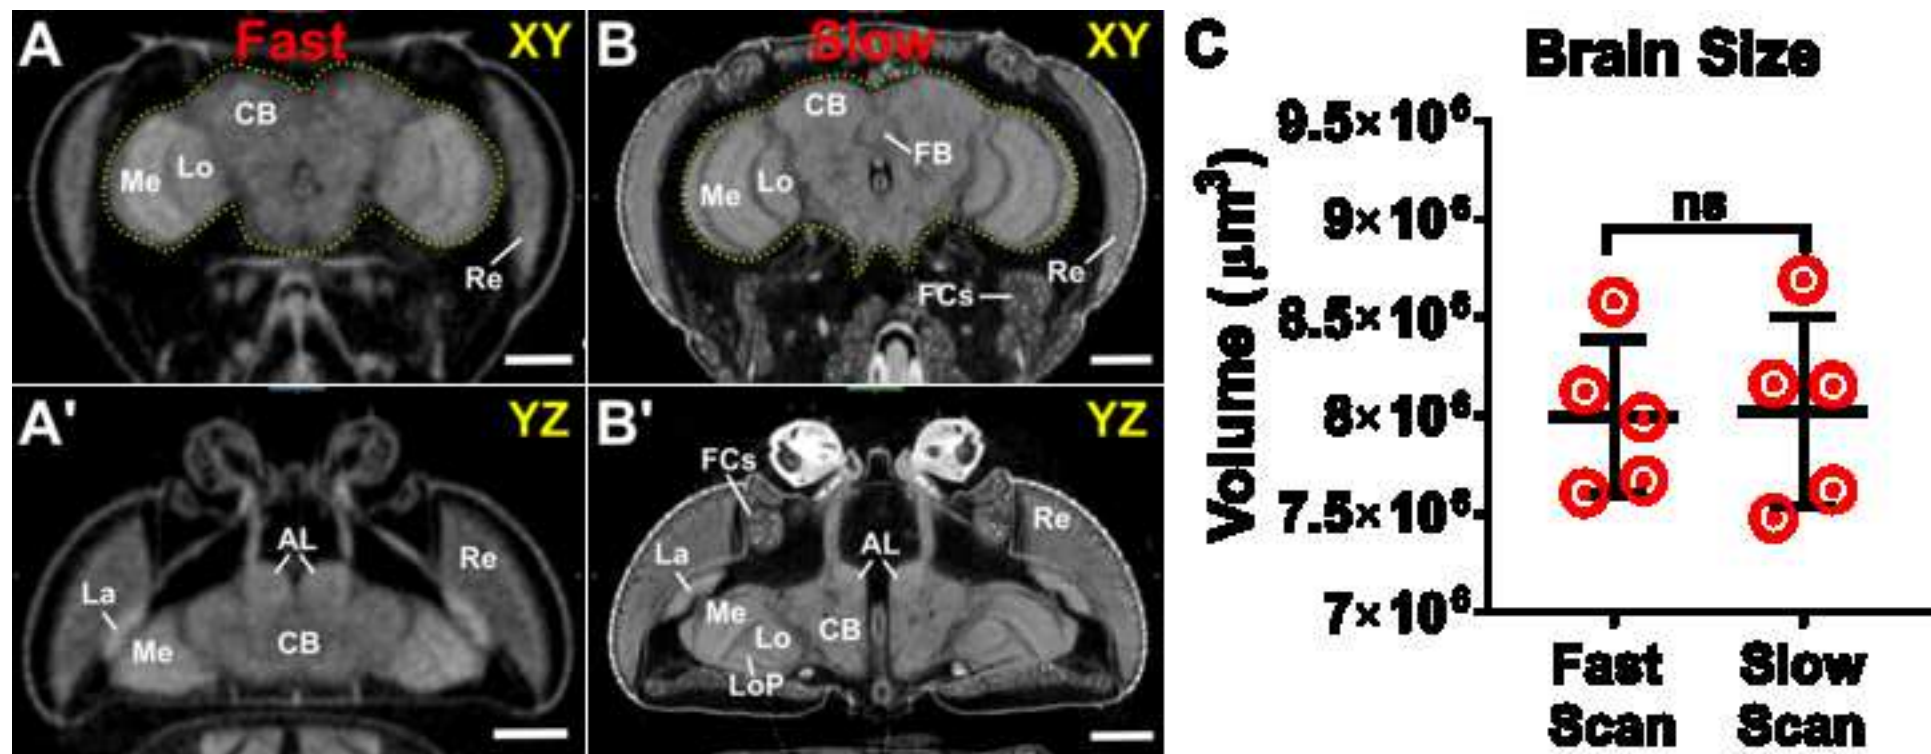 A
Fast
XY
CB
Me
Lo
Re
B
Slow
XY
CB
FB
Me
Lo
Re
FCs
A'
YZ
AL
Re
La
Me
CB
B'
YZ
FCs
Re
AL
La
Me
Lo
CB
LoP
C
Brain Size
Volume (µm³)
9.5×10⁶
9×10⁶
8.5×10⁶
8×10⁶
7.5×10⁶
7×10⁶
ns
Fast
Scan
Slow
Scan